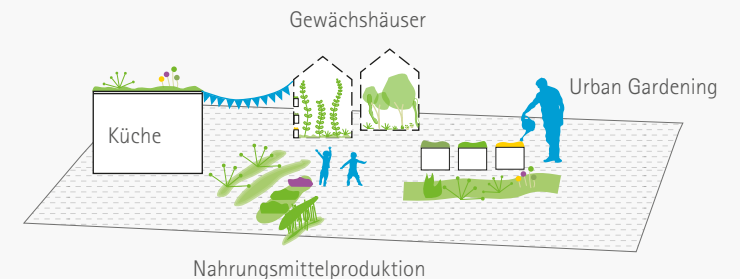 Gewächshäuser
Urban Gardening
Küche
Nahrungsmittelproduktion